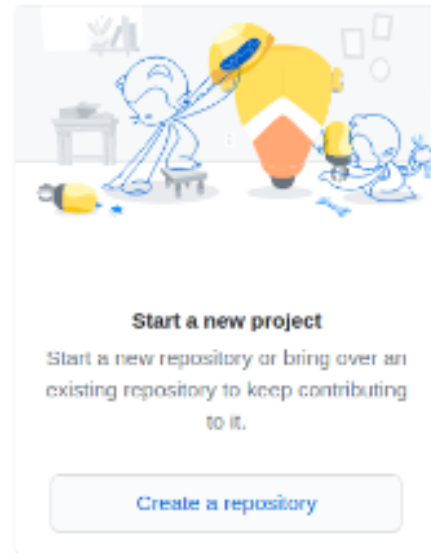 Start a new project
Start a new repository or bring over an
existing repository to keep contributing
to it.
Create a repository